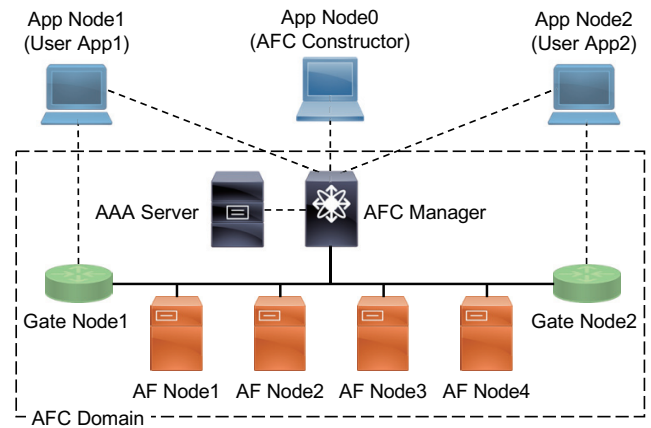 App Node1
(User App1)
App Node0
(AFC Constructor)
App Node2
(User App2)
AAA Server
AFC Manager
Gate Node1
Gate Node2
AF Node1
AF Node2
AF Node3
AF Node4
AFC Domain